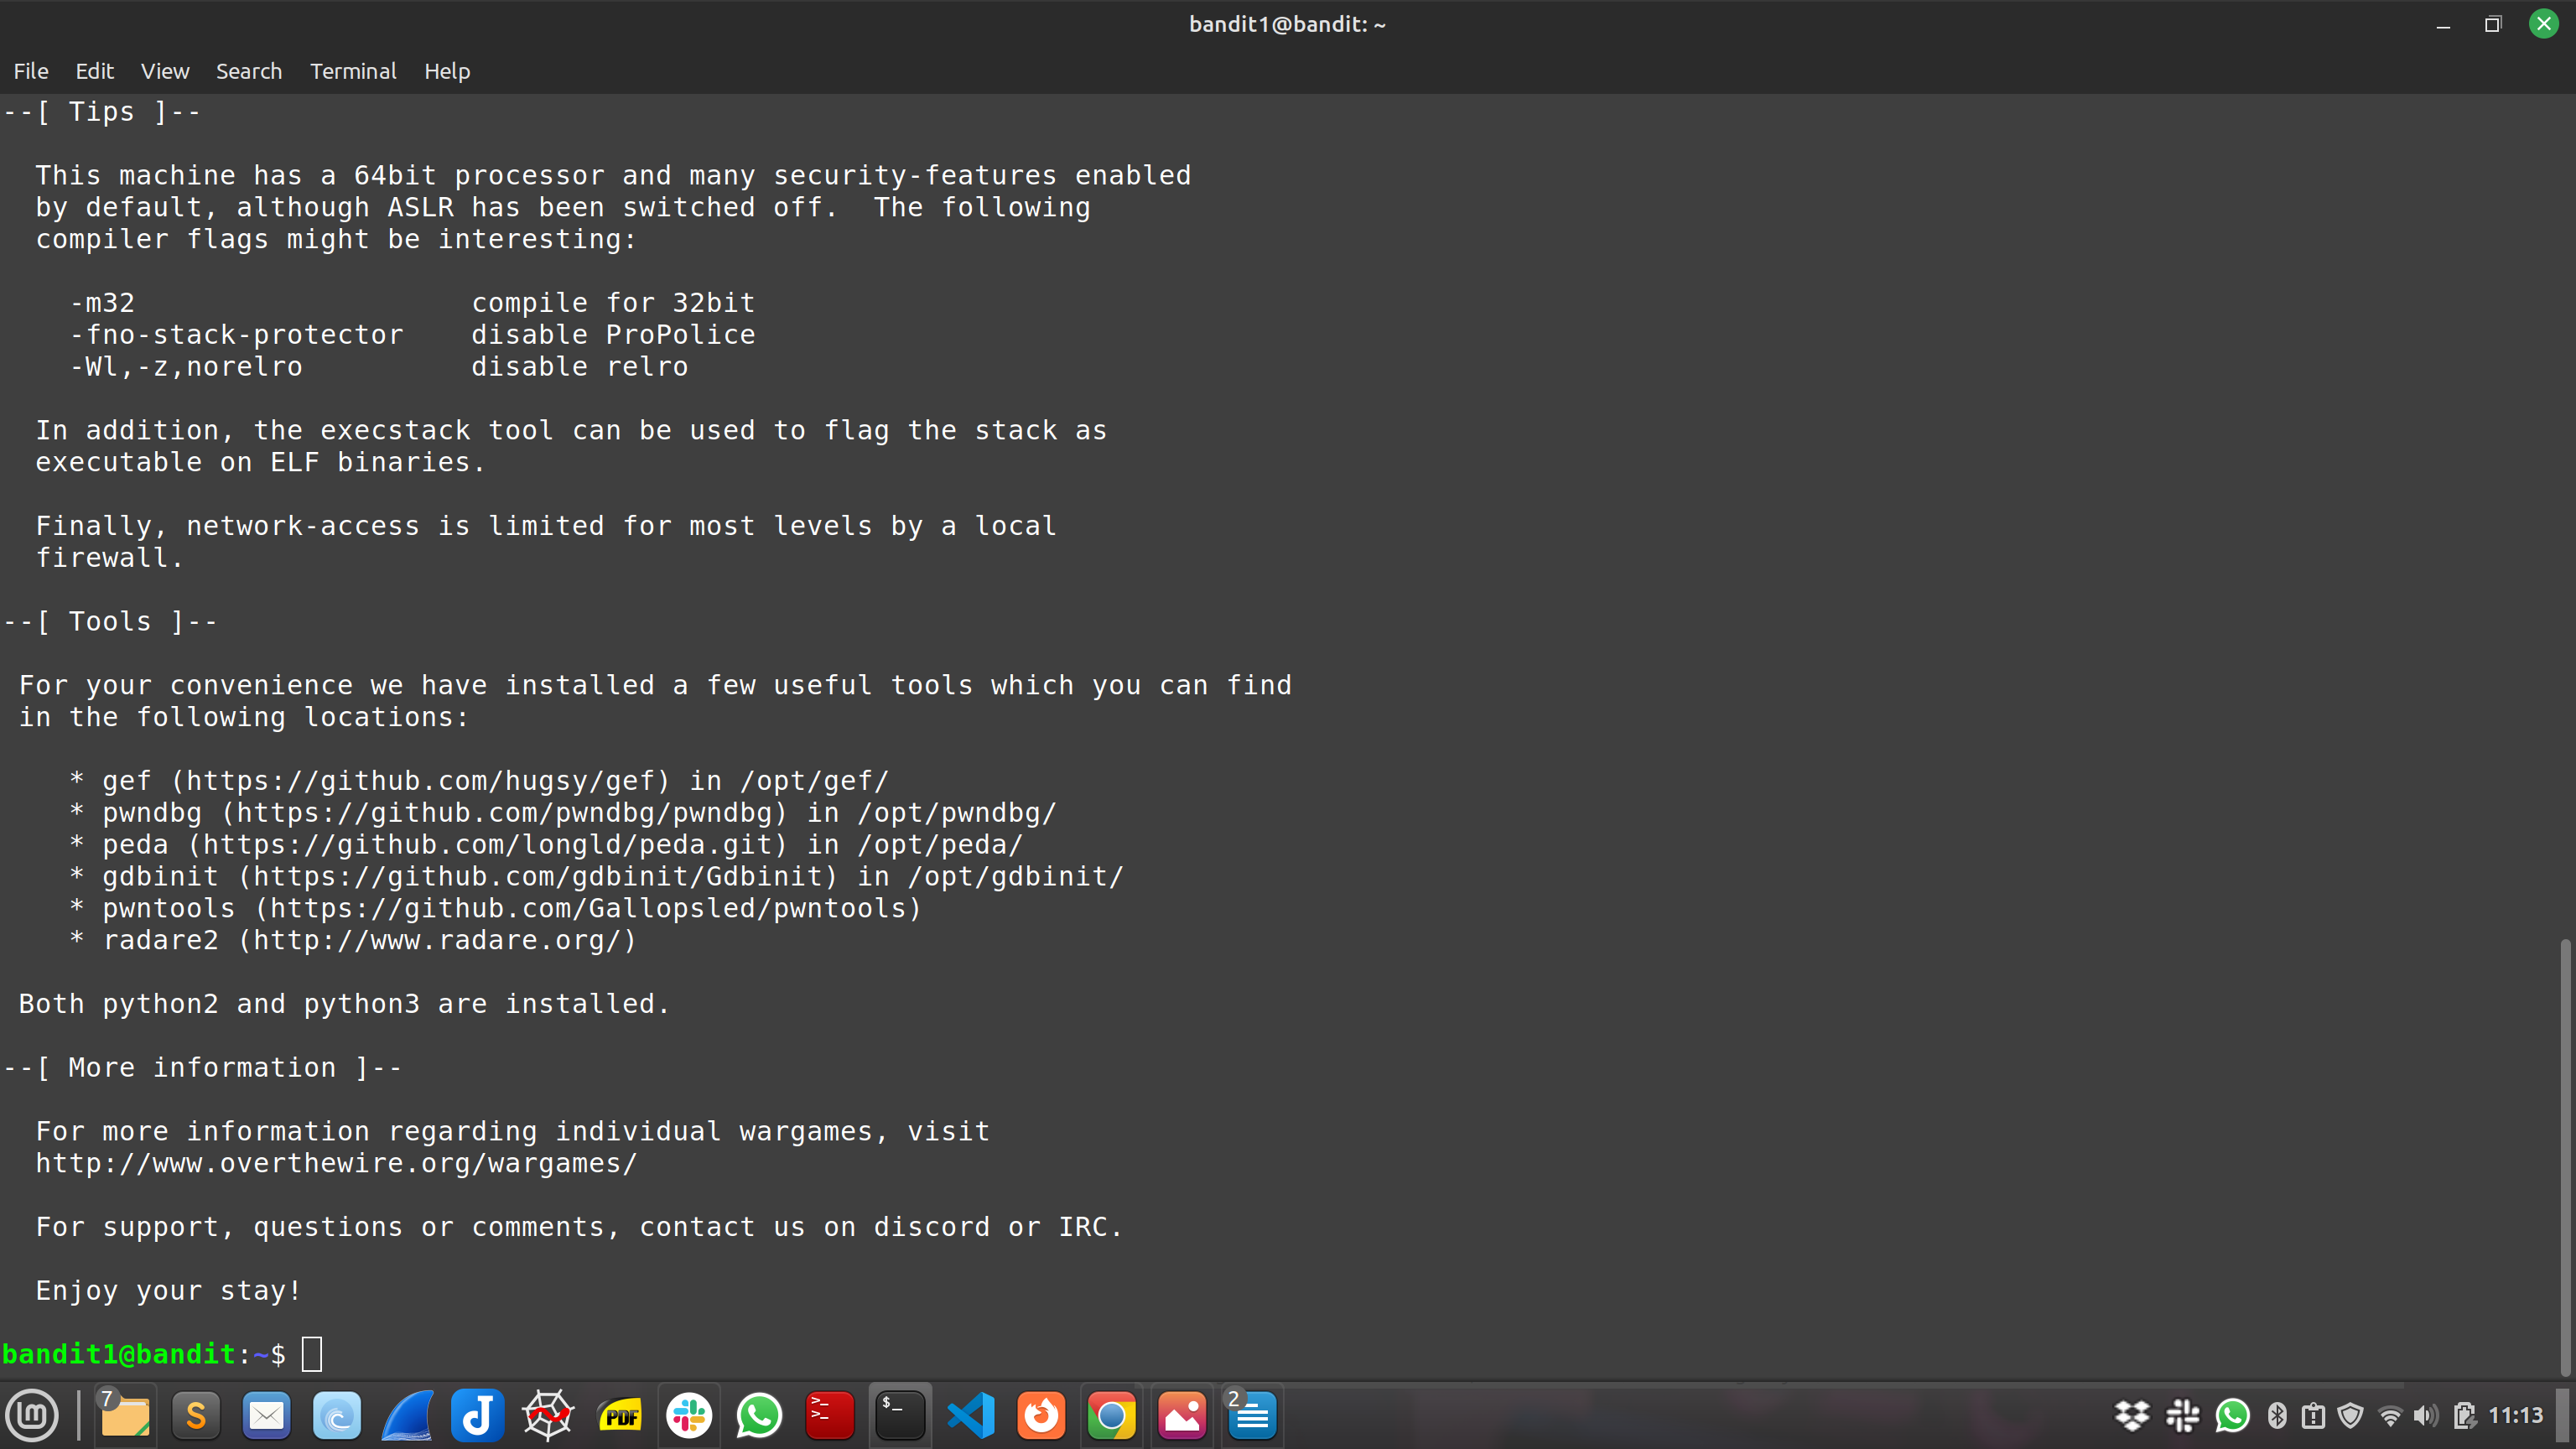 bandit1@bandit: ~
File Edit View Search Terminal Help
--[ Tips ]--
This machine has a 64bit processor and many security-features enabled
by default, although ASLR has been switched off.  The following
compiler flags might be interesting:
-m32                    compile for 32bit
-fno-stack-protector    disable ProPolice
-Wl,-z,norelro          disable relro
In addition, the execstack tool can be used to flag the stack as
executable on ELF binaries.
Finally, network-access is limited for most levels by a local
firewall.
--[ Tools ]--
For your convenience we have installed a few useful tools which you can find
in the following locations:
* gef (https://github.com/hugsy/gef) in /opt/gef/
* pwndbg (https://github.com/pwndbg/pwndbg) in /opt/pwndbg/
* peda (https://github.com/longld/peda.git) in /opt/peda/
* gdbinit (https://github.com/gdbinit/Gdbinit) in /opt/gdbinit/
* pwntools (https://github.com/Gallopsled/pwntools)
* radare2 (http://www.radare.org/)
Both python2 and python3 are installed.
--[ More information ]--
For more information regarding individual wargames, visit
http://www.overthewire.org/wargames/
For support, questions or comments, contact us on discord or IRC.
Enjoy your stay!
bandit1@bandit:~$
7 S PDF >_ >_ $_ 2 11:13